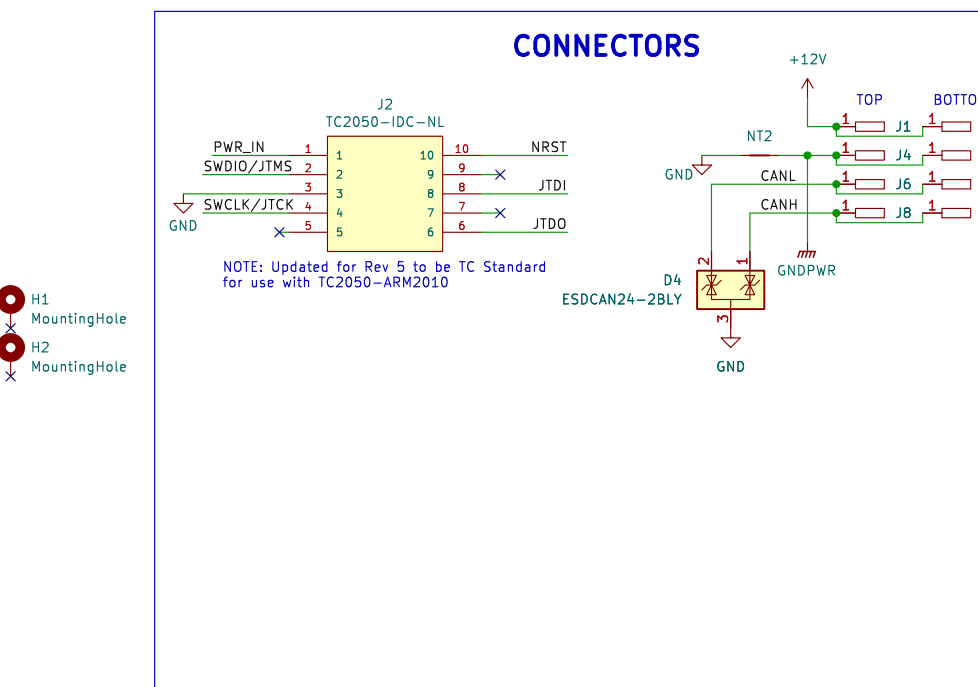 CONNECTORS
+12V
TOP
BOTTO
J2
TC2050-IDC-NL
1
J1
1
NT2
PWR_IN
1
1
10
10
NRST
1
J4
1
SWDIO/JTMS
2
2
9
9
GND
CANL
3
3
8
8
JTDI
1
J6
1
SWCLK/JTCK
4
4
7
7
CANH
1
J8
1
GND
5
5
6
6
JTDO
NOTE: Updated for Rev 5 to be TC Standard
for use with TC2050-ARM2010
2
1
GNDPWR
D4
ESDCAN24-2BLY
3
GND
H1
MountingHole
H2
MountingHole